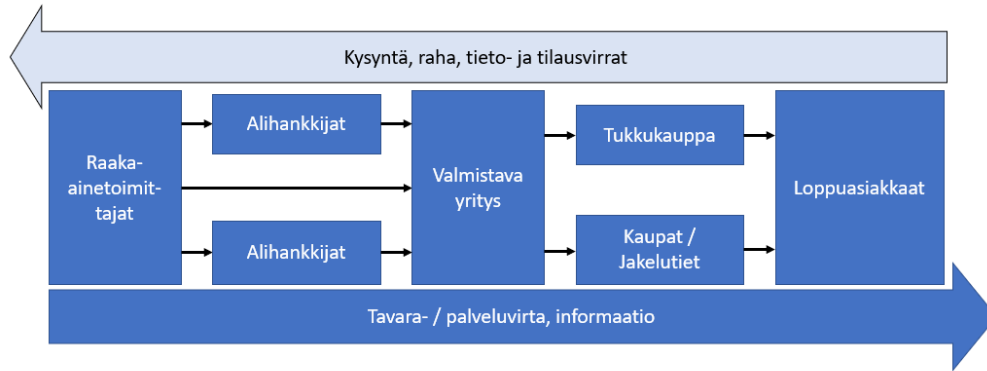 Kysyntä, raha, tieto- ja tilausvirrat
Raaka-
ainetoimit-
tajat
Alihankkijat
Alihankkijat
Valmistava
yritys
Tukkukauppa
Kaupat /
Jakelutiet
Loppuasiakkaat
Tavara- / palveluvirta, informaatio